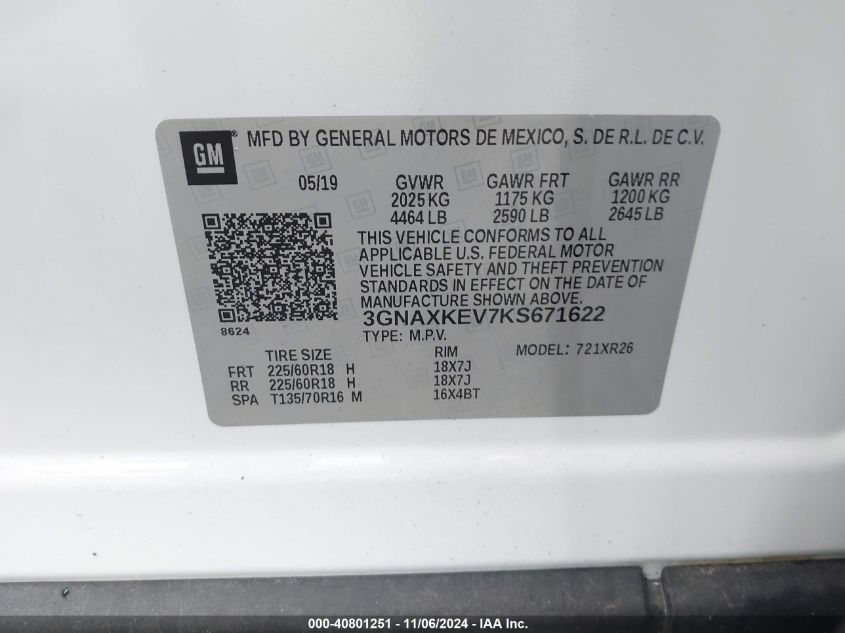 GM ® MFD BY GENERAL MOTORS DE MEXICO, S. DE R.L. DE C.V.
05/19 GVWR GAWR FRT GAWR RR
2025 KG 1175 KG 1200 KG
4464 LB 2590 LB 2645 LB
THIS VEHICLE CONFORMS TO ALL
APPLICABLE U.S. FEDERAL MOTOR
VEHICLE SAFETY AND THEFT PREVENTION
STANDARDS IN EFFECT ON THE DATE OF
MANUFACTURE SHOWN ABOVE.
8624
3GNAXKEV7KS671622
TYPE: M.P.V. MODEL: 721XR26
TIRE SIZE RIM
FRT 225/60R18 H 18X7J
RR 225/60R18 H 18X7J
SPA T135/70R16 M 16X4BT
000-40801251 - 11/06/2024 - IAA Inc.